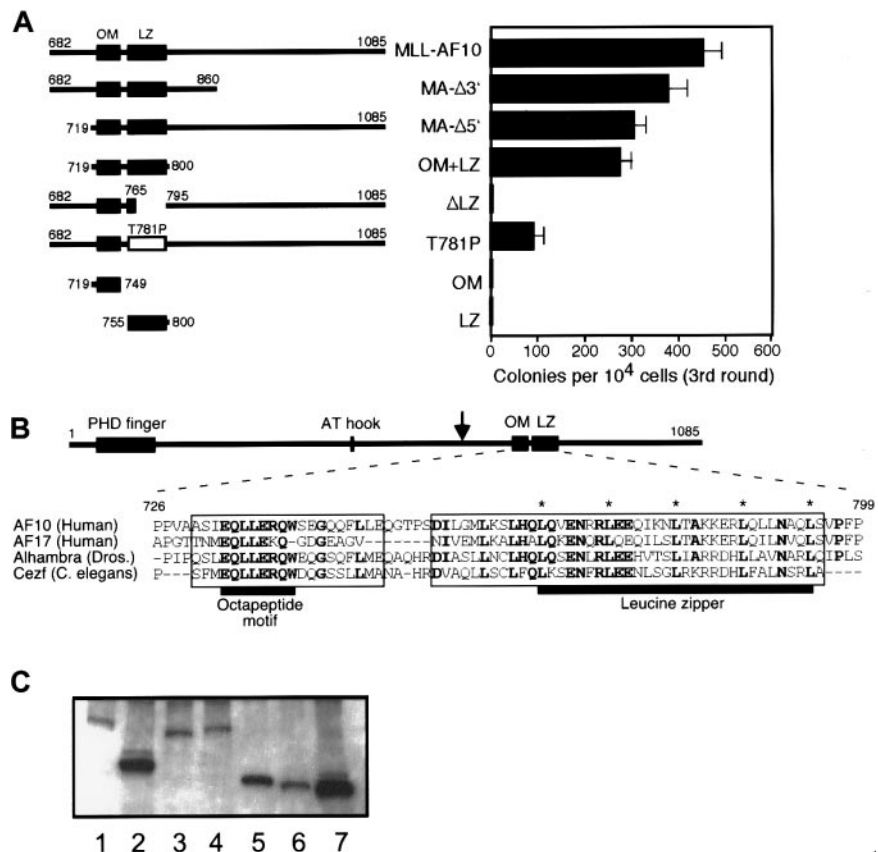 A
OM LZ
682 1085
MLL-AF10
682 860
MA-Δ3'
719 1085
MA-Δ5'
719 800
OM+LZ
682 765 795 1085
ΔLZ
682 T781P 1085
T781P
719 749
OM
755 800
LZ
0 100 200 300 400 500 600
Colonies per 10⁴ cells (3rd round)
B
1 PHD finger AT hook OM LZ 1085
726 * * * * * 799
AF10 (Human) PPVAASIEQLLERQWSEGQQFLLEQGTPSDILGMLKSLHQLQVENRRLEEQIKNLTAKKERLQLLNAQLSVPFP
AF17 (Human) APGTTNMEQLLEKQ-GDGEAGV------NIVEMLKALHALQKENQRLQEQILSLTAKKERLQILNVQLSVPFP
Alhambra (Dros.)
Cezf (C. elegans)
Octapeptide
motif
Leucine zipper
C
1 2 3 4 5 6 7